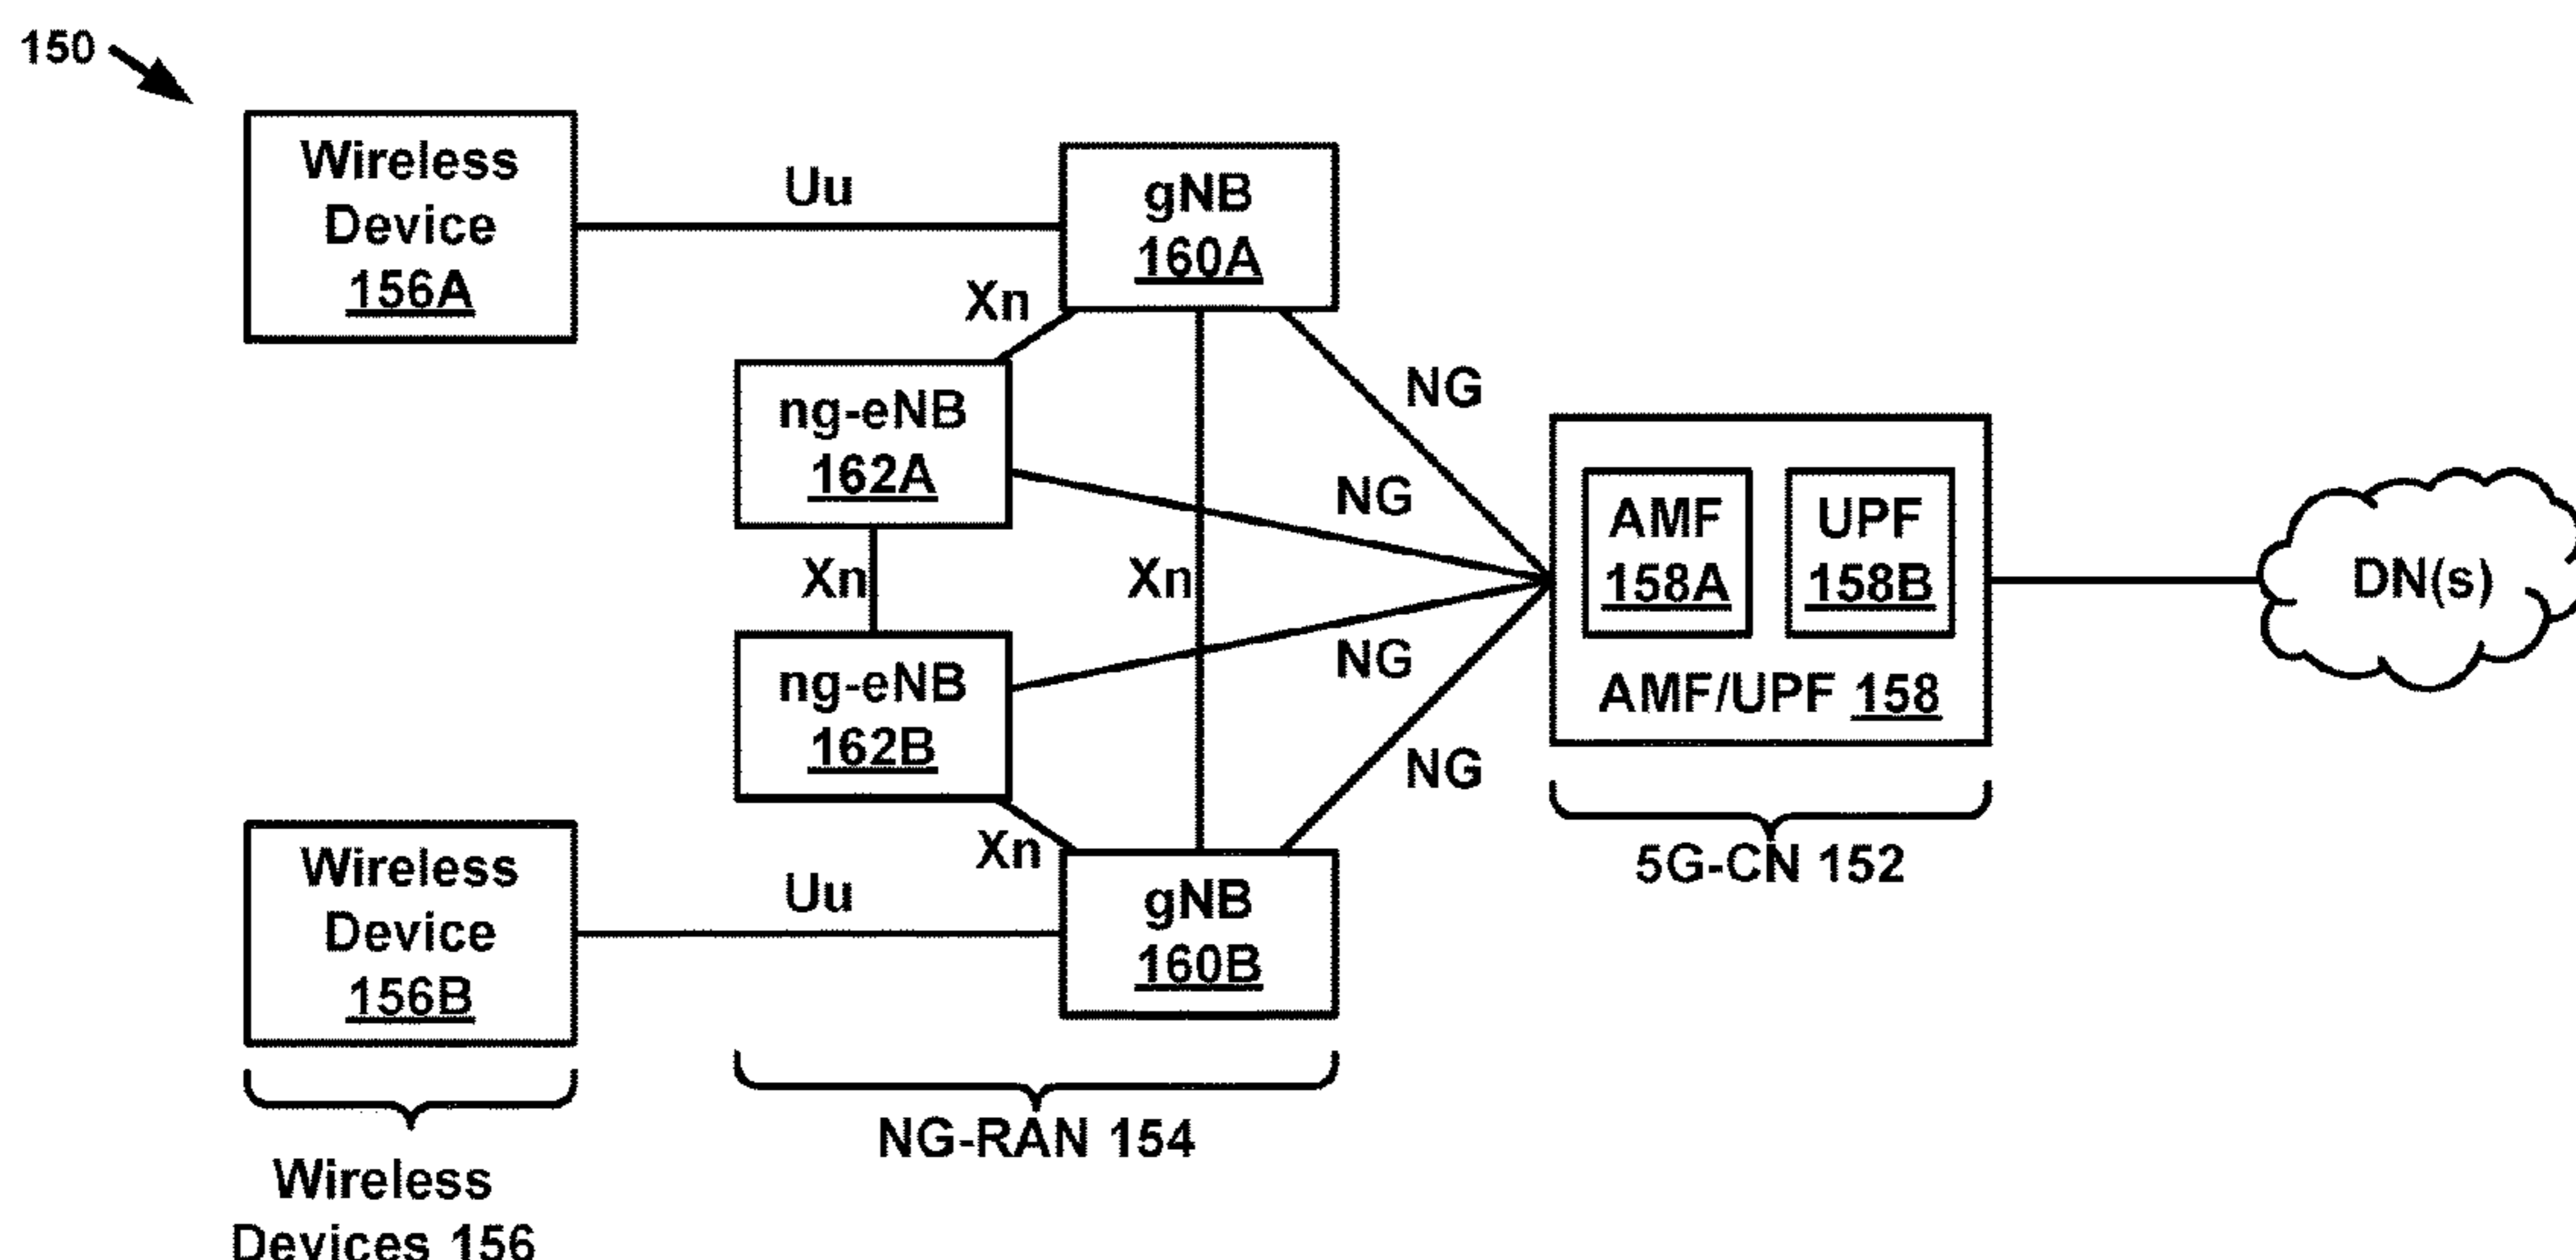 150
Wireless
Device
156A
Uu
gNB
160A
Xn
NG
ng-eNB
162A
NG
Xn
Xn
AMF
158A
UPF
158B
AMF/UPF 158
DN(s)
ng-eNB
162B
NG
NG
Xn
Wireless
Device
156B
Uu
gNB
160B
5G-CN 152
NG-RAN 154
Wireless
Devices 156